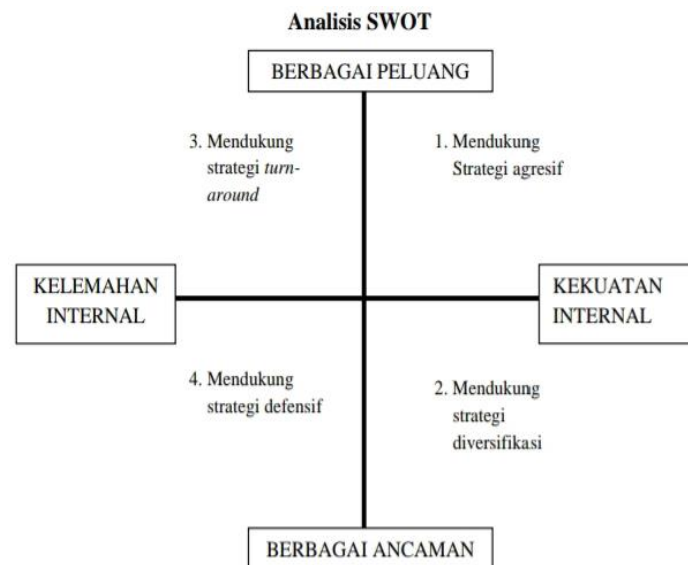 Analisis SWOT
BERBAGAI PELUANG
3. Mendukung
strategi turn-
around
1. Mendukung
Strategi agresif
KELEMAHAN
INTERNAL
KEKUATAN
INTERNAL
4. Mendukung
strategi defensif
2. Mendukung
strategi
diversifikasi
BERBAGAI ANCAMAN